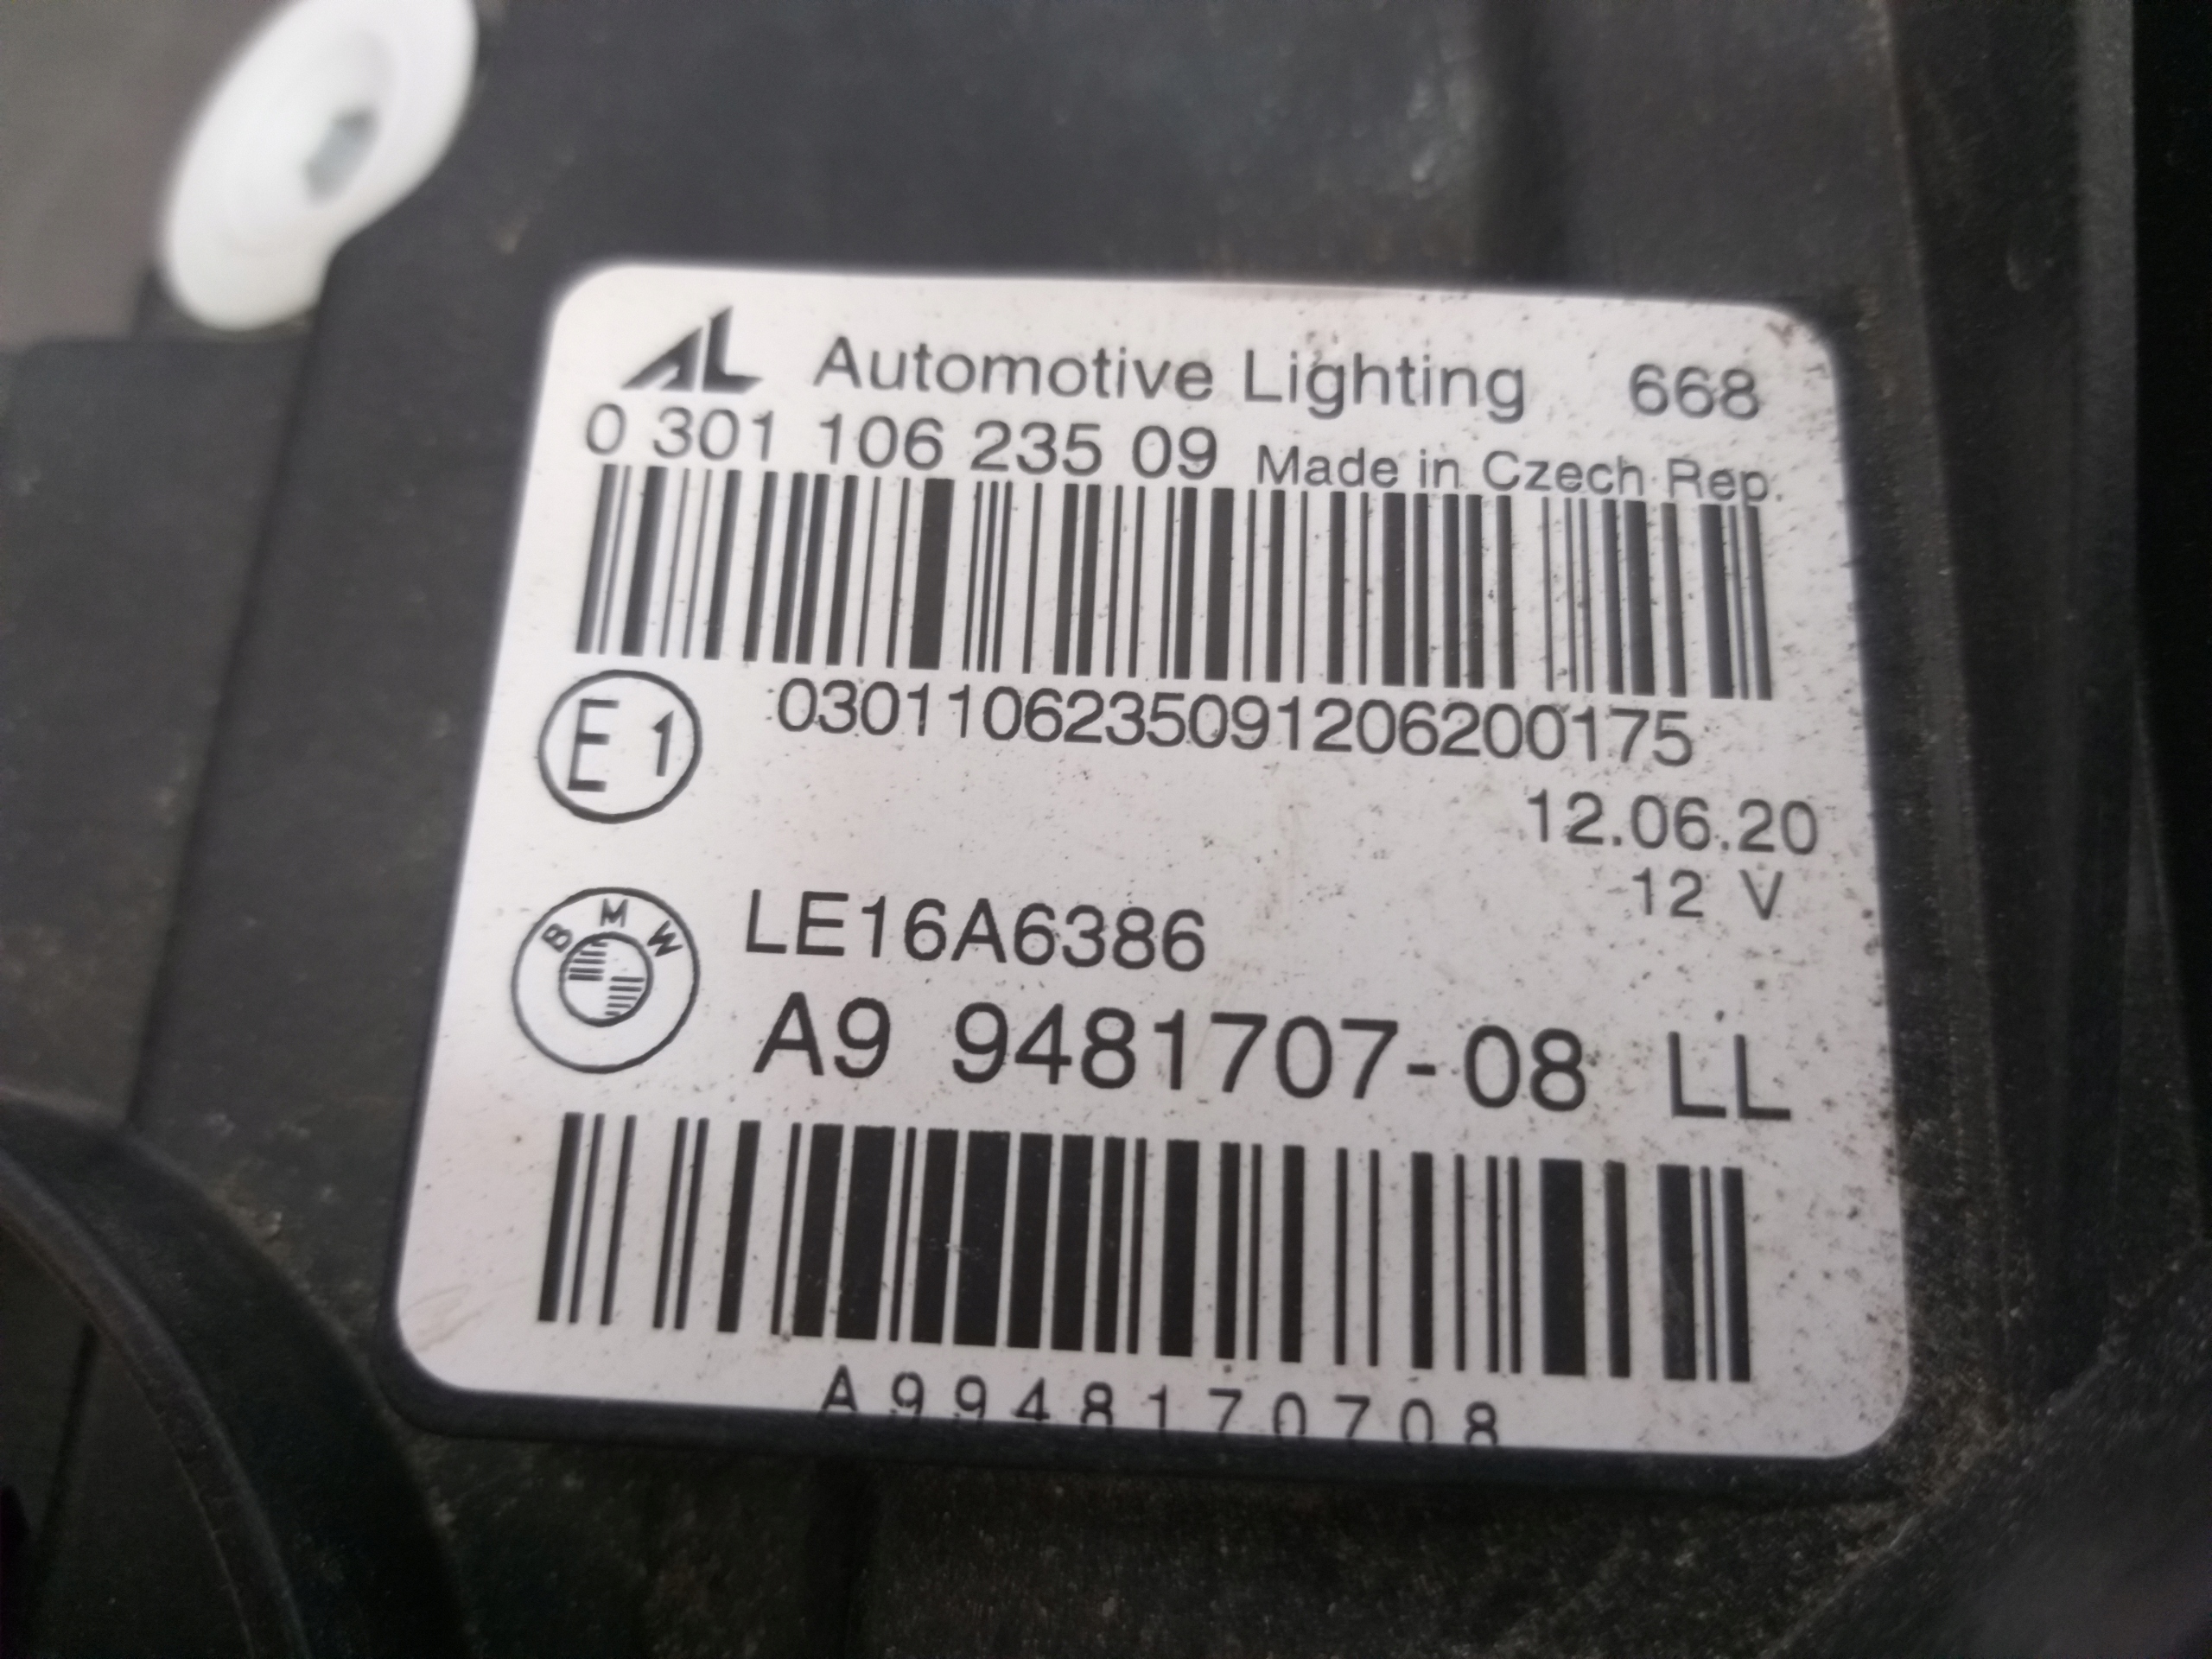 AL Automotive Lighting 668
0 301 106 235 09 Made in Czech Rep.
E 1 0301106235091206200175
12.06.20
12 V
BMW LE16A6386
A9 9481707-08 LL
A9948170708